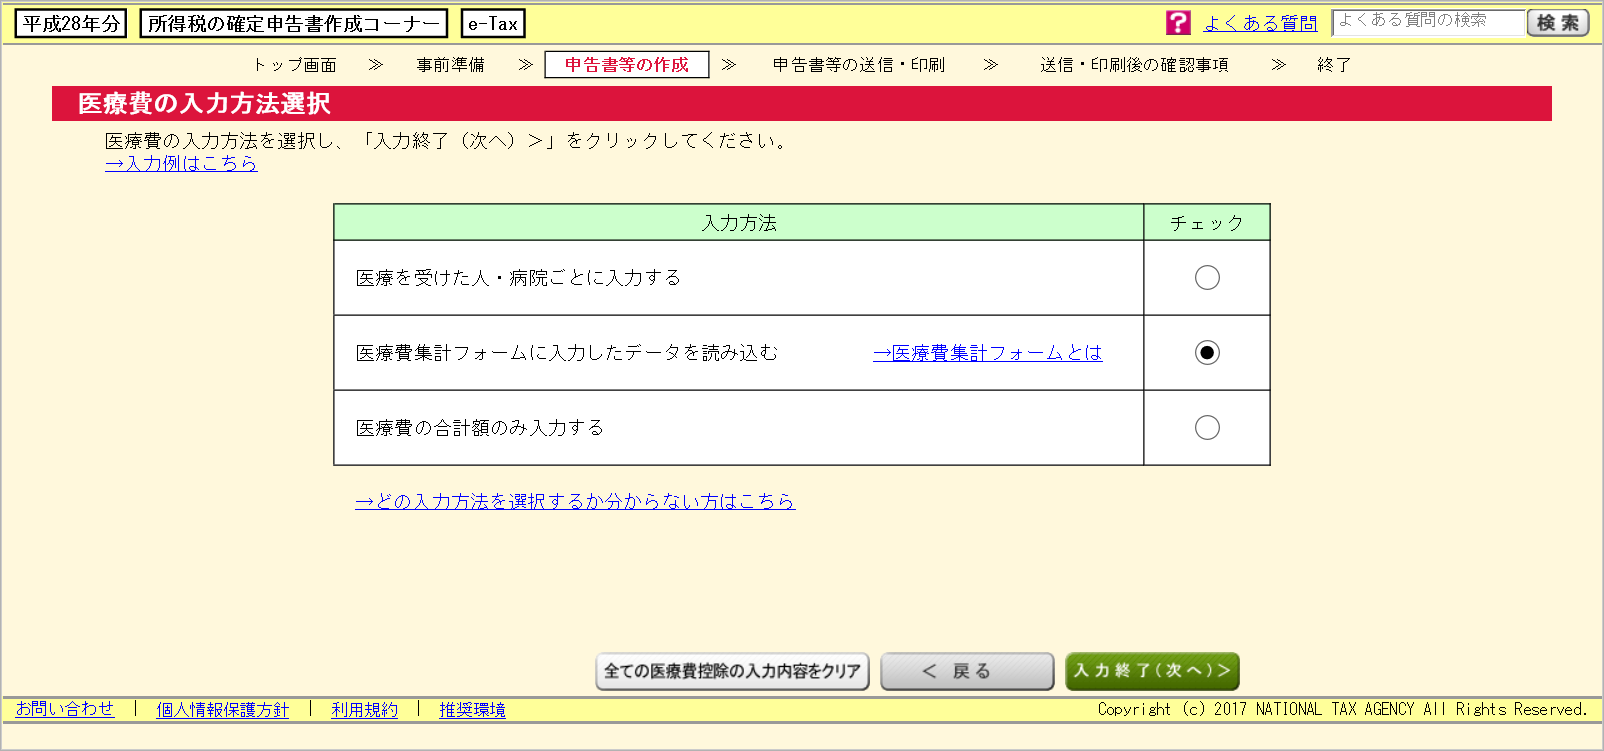 平成28年分 所得税の確定申告書作成コーナー e-Tax ? よくある質問 よくある質問の検索 検索
トップ画面 ≫ 事前準備 ≫ 申告書等の作成 ≫ 申告書等の送信・印刷 ≫ 送信・印刷後の確認事項 ≫ 終了
医療費の入力方法選択
医療費の入力方法を選択し、「入力終了（次へ）＞」をクリックしてください。
→入力例はこちら
入力方法 チェック
医療を受けた人・病院ごとに入力する
医療費集計フォームに入力したデータを読み込む →医療費集計フォームとは
医療費の合計額のみ入力する
→どの入力方法を選択するか分からない方はこちら
全ての医療費控除の入力内容をクリア ＜ 戻る 入力終了(次へ)＞
お問い合わせ | 個人情報保護方針 | 利用規約 | 推奨環境 Copyright (c) 2017 NATIONAL TAX AGENCY All Rights Reserved.